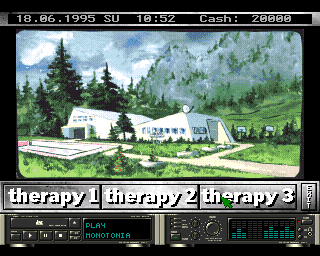 18.06.1995 SU 10:52 Cash: 20000
therapy 1 therapy 2 therapy 3
EXIT
PLAY
MONOTONIA